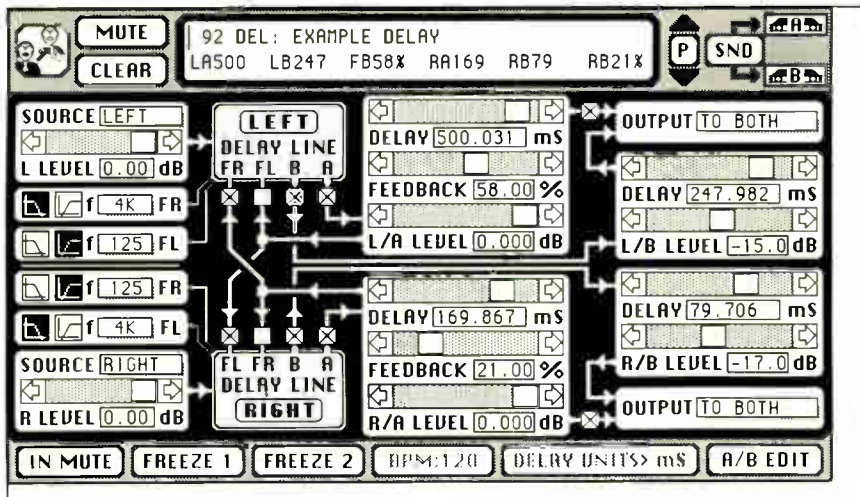 MUTE
CLEAR
92 DEL: EXAMPLE DELAY
LA500 LB247 FB58% RA169 RB79 RB21%
P
SND
A
B
SOURCE LEFT
L LEVEL 0.00 dB
f 4K FR
f 125 FL
f 125 FR
f 4K FL
SOURCE RIGHT
R LEVEL 0.00 dB
LEFT
DELAY LINE
FR FL B A
FL FR B A
DELAY LINE
RIGHT
DELAY 500.031 mS
FEEDBACK 58.00 %
L/A LEVEL 0.000 dB
DELAY 169.867 mS
FEEDBACK 21.00 %
R/A LEVEL 0.000 dB
OUTPUT TO BOTH
DELAY 247.982 mS
L/B LEVEL -15.0 dB
DELAY 79.706 mS
R/B LEVEL -17.0 dB
OUTPUT TO BOTH
IN MUTE
FREEZE 1
FREEZE 2
BPM:120
DELAY UNITS> mS
A/B EDIT